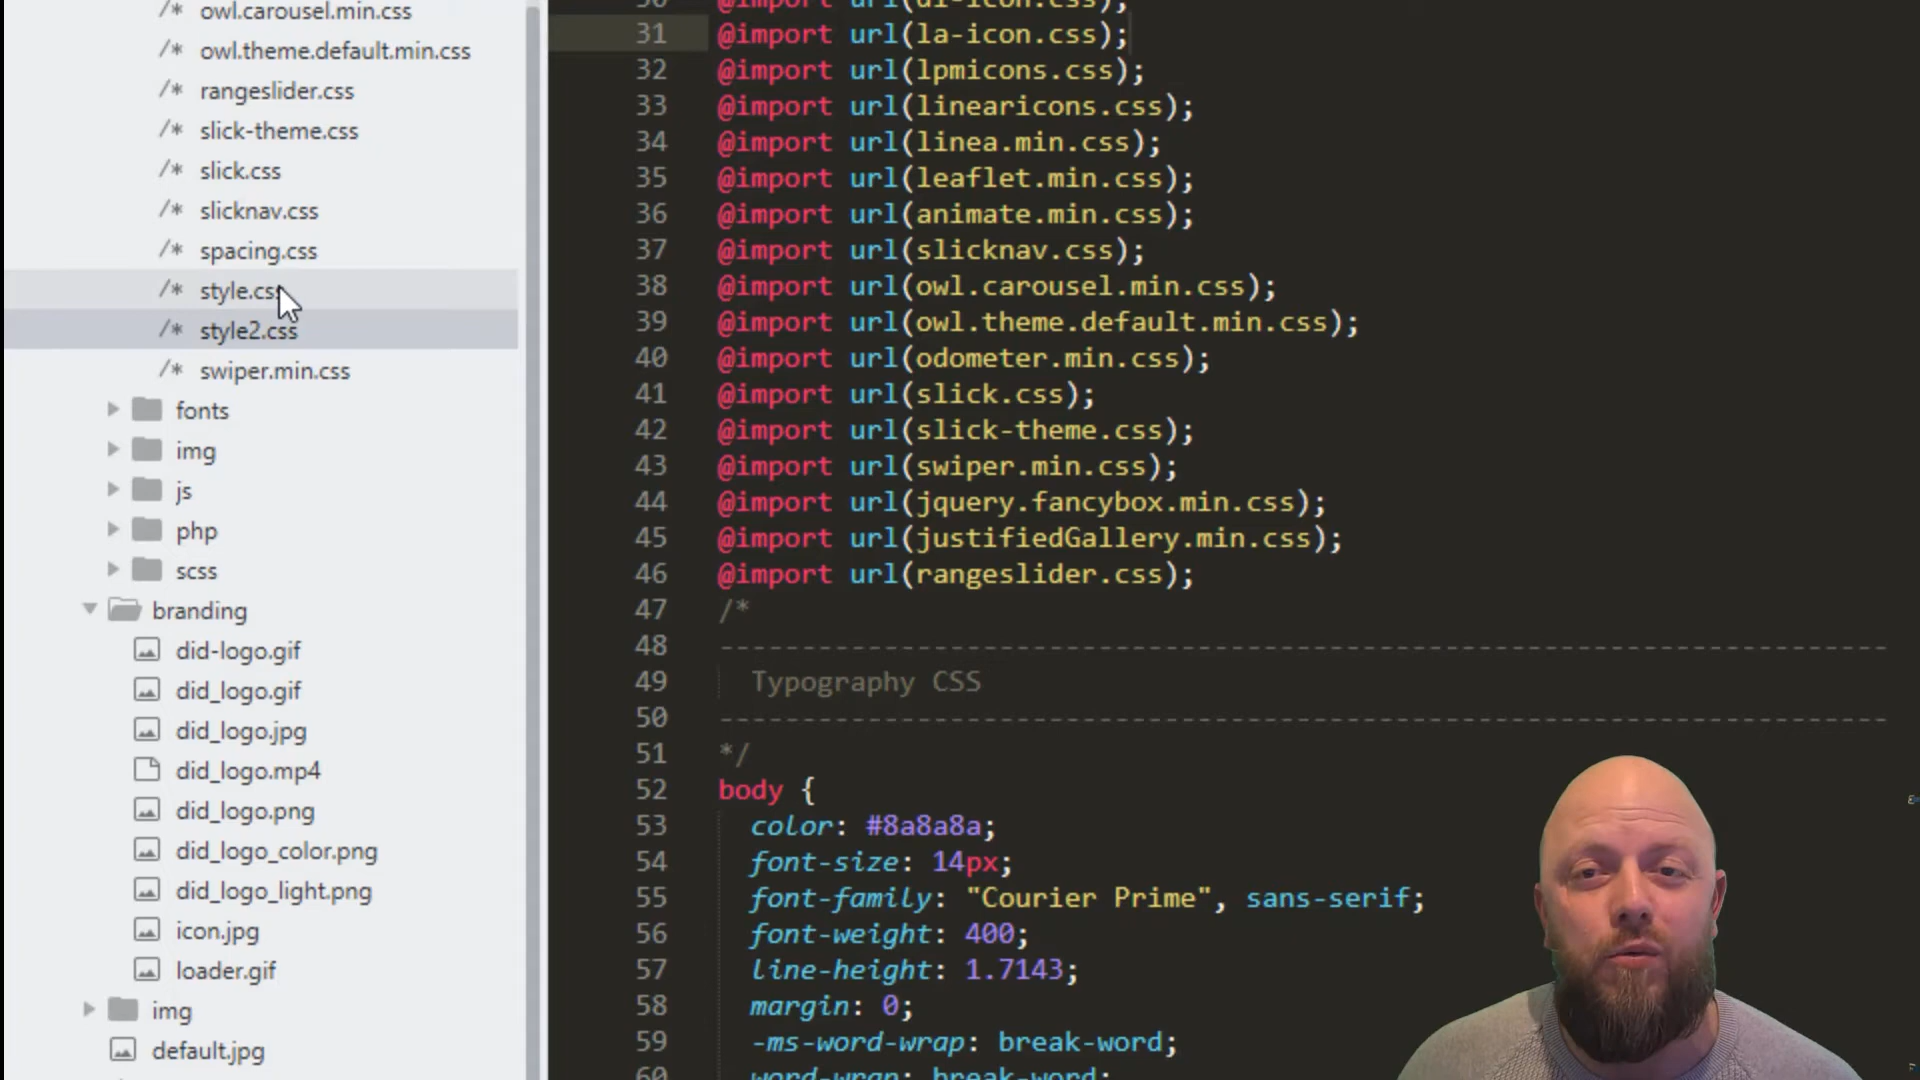 /* owl.carousel.min.css
/* owl.theme.default.min.css
/* rangeslider.css
/* slick-theme.css
/* slick.css
/* slicknav.css
/* spacing.css
/* style.css
/* style2.css
/* swiper.min.css
fonts
img
js
php
scss
branding
did-logo.gif
did_logo.gif
did_logo.jpg
did_logo.mp4
did_logo.png
did_logo_color.png
did_logo_light.png
icon.jpg
loader.gif
img
default.jpg
30 @import
31 @import url(la-icon.css);
32 @import url(lpmicons.css);
33 @import url(linearicons.css);
34 @import url(linea.min.css);
35 @import url(leaflet.min.css);
36 @import url(animate.min.css);
37 @import url(slicknav.css);
38 @import url(owl.carousel.min.css);
39 @import url(owl.theme.default.min.css);
40 @import url(odometer.min.css);
41 @import url(slick.css);
42 @import url(slick-theme.css);
43 @import url(swiper.min.css);
44 @import url(jquery.fancybox.min.css);
45 @import url(justifiedGallery.min.css);
46 @import url(rangeslider.css);
47 /*
48 -----------------------------------------------------------------------
49 Typography CSS
50 -----------------------------------------------------------------------
51 */
52 body {
53 color: #8a8a8a;
54 font-size: 14px;
55 font-family: "Courier Prime", sans-serif;
56 font-weight: 400;
57 line-height: 1.7143;
58 margin: 0;
59 -ms-word-wrap: break-word;
60 word-wrap: break-word;